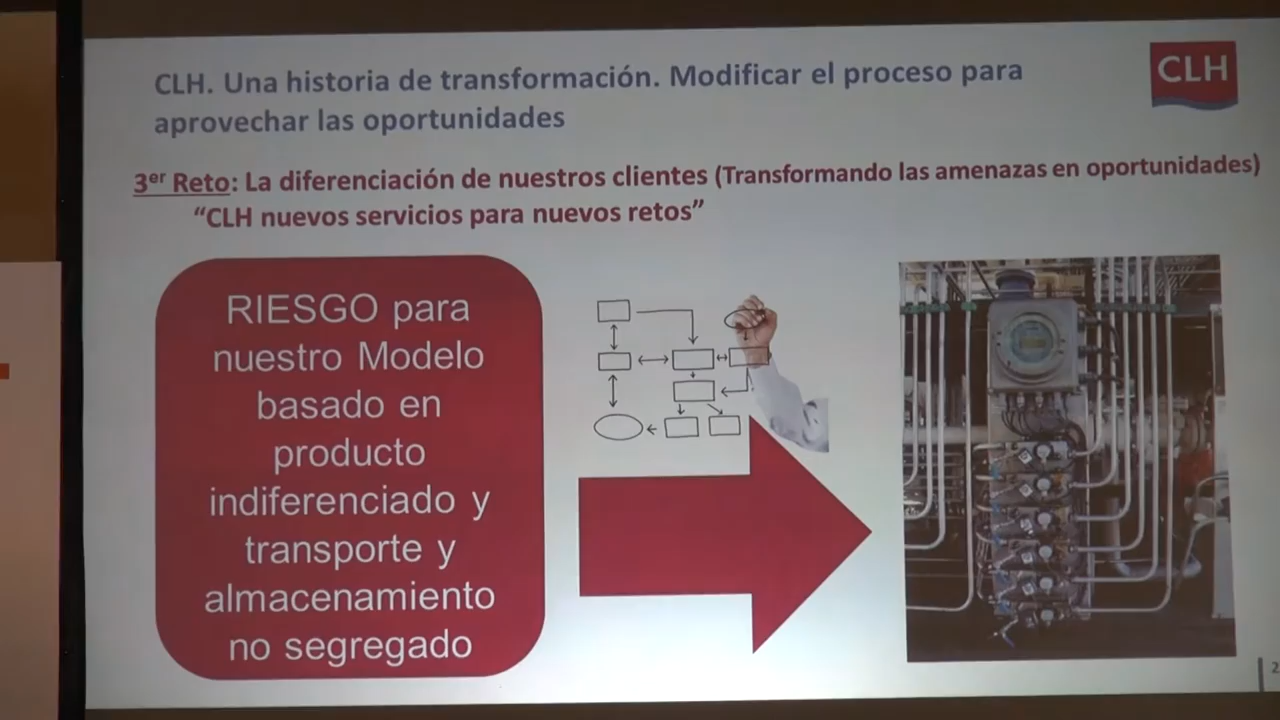 CLH. Una historia de transformación. Modificar el proceso para
aprovechar las oportunidades
CLH
3er Reto: La diferenciación de nuestros clientes (Transformando las amenazas en oportunidades)
“CLH nuevos servicios para nuevos retos”
RIESGO para
nuestro Modelo
basado en
producto
indiferenciado y
transporte y
almacenamiento
no segregado